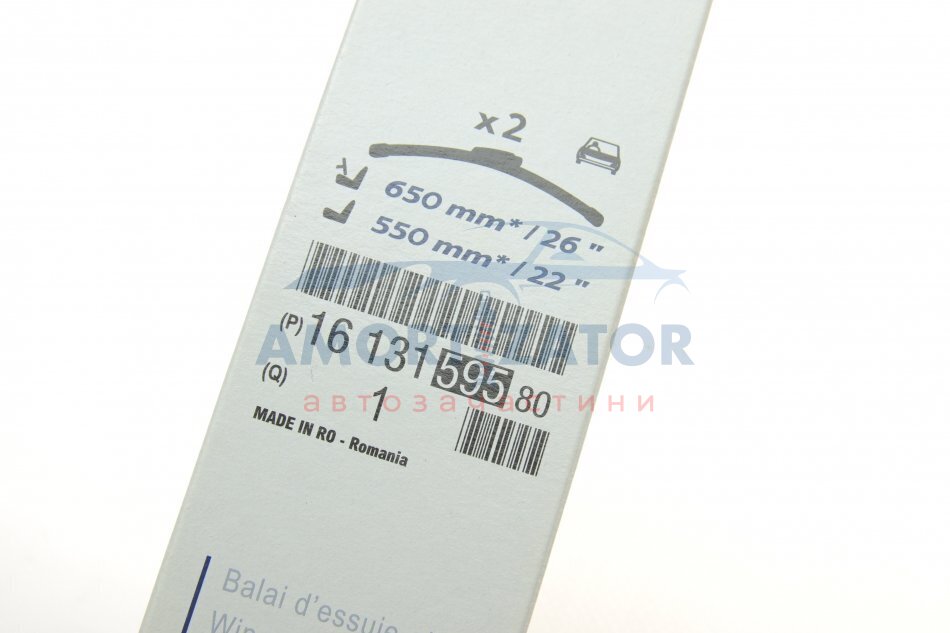 x2
650 mm* / 26 "
550 mm* / 22 "
(P) 16 131 595 80
(Q) 1
MADE IN RO - Romania
AMORTIZATOR
автозапчастини
Balai d'essuie